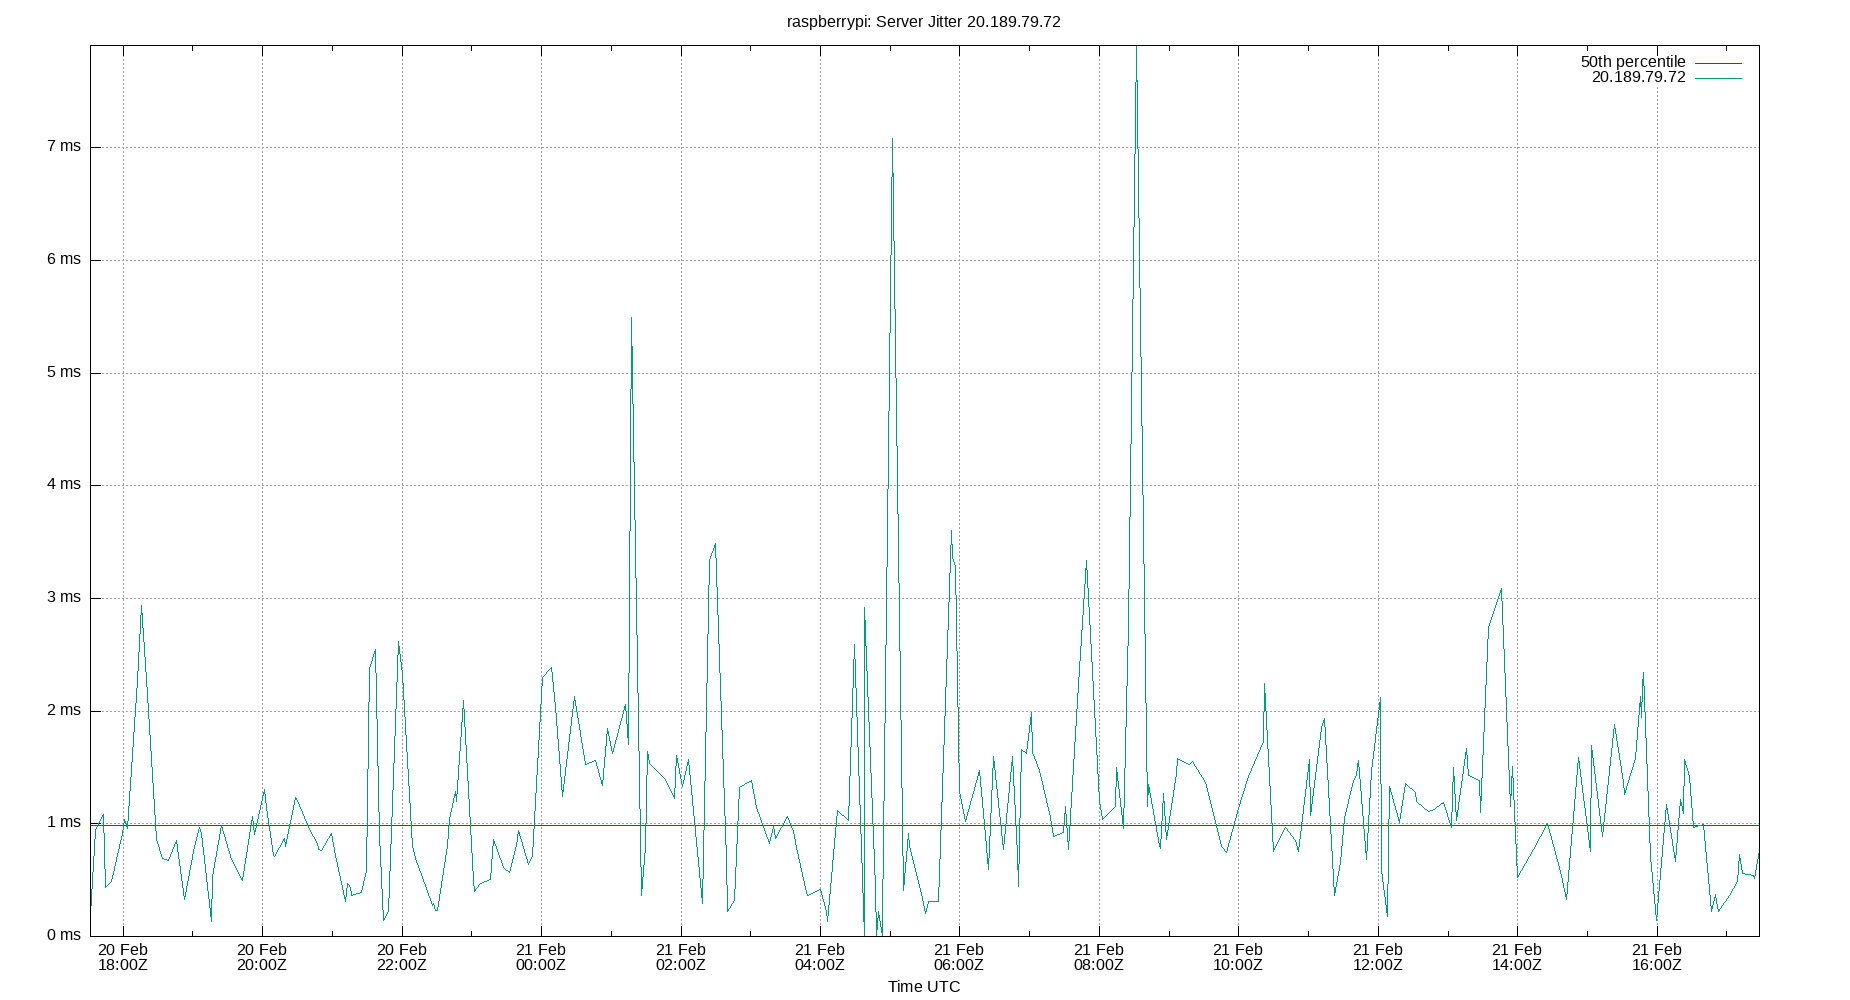 raspberrypi: Server Jitter 20.189.79.72
50th percentile
20.189.79.72
7 ms
6 ms
5 ms
4 ms
3 ms
2 ms
1 ms
0 ms
20 Feb 20 Feb 20 Feb 21 Feb 21 Feb 21 Feb 21 Feb 21 Feb 21 Feb 21 Feb 21 Feb 21 Feb
18:00Z 20:00Z 22:00Z 00:00Z 02:00Z 04:00Z 06:00Z 08:00Z 10:00Z 12:00Z 14:00Z 16:00Z
Time UTC